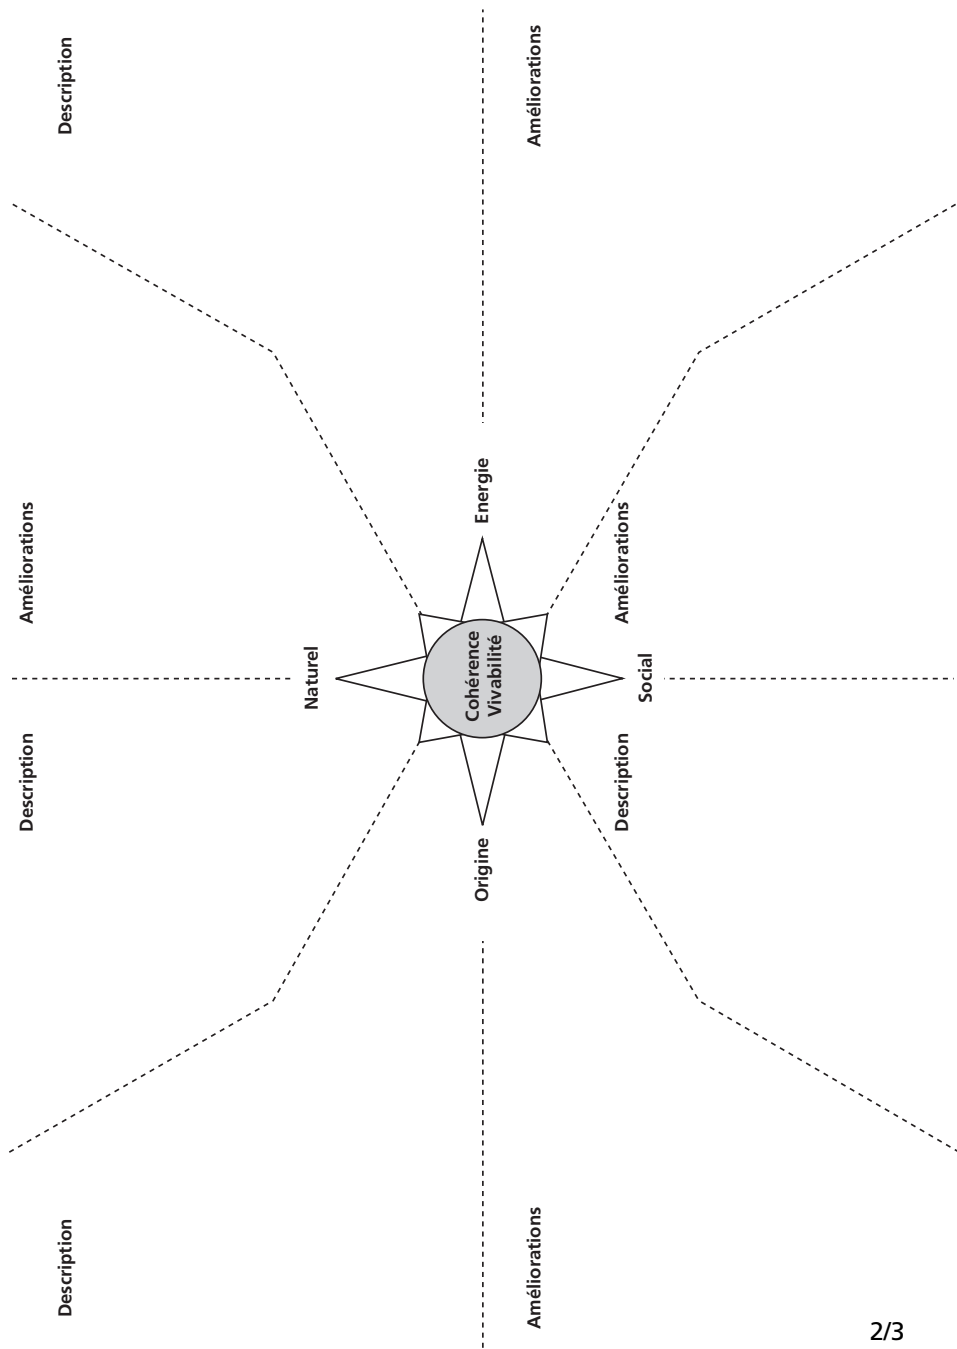 Description
Améliorations
Description
Description
Naturel
Origine
Cohérence
Vivabilité
Energie
Améliorations
Améliorations
Description
Améliorations
Social
2/3